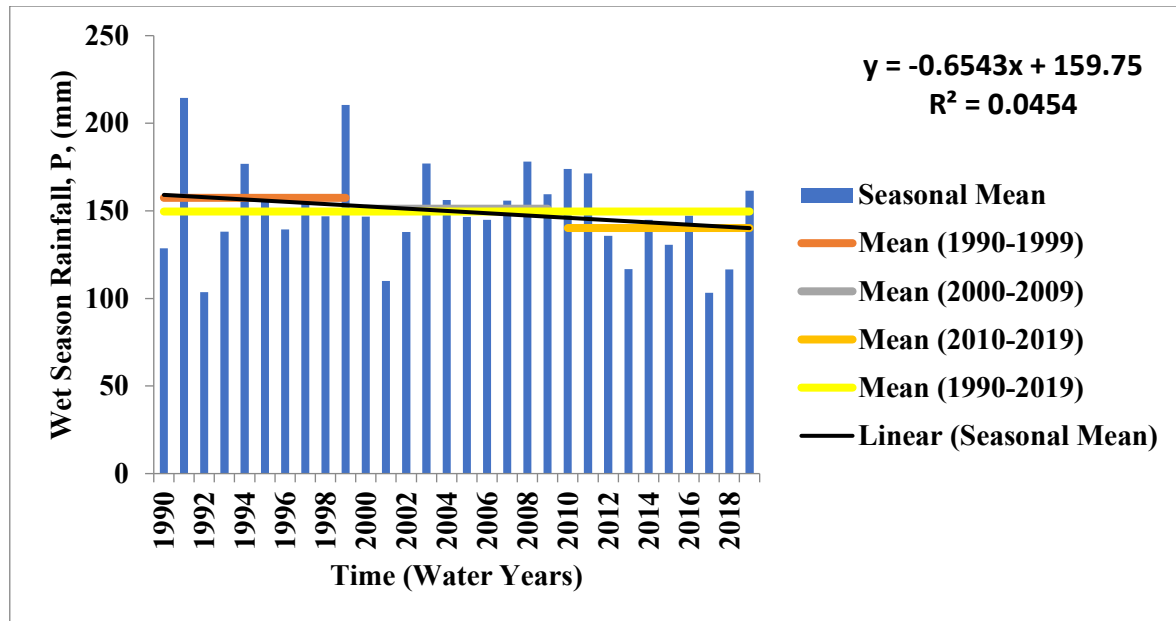 y = -0.6543x + 159.75
R² = 0.0454
Wet Season Rainfall, P, (mm)
250
200
150
100
50
0
1990
1992
1994
1996
1998
2000
2002
2004
2006
2008
2010
2012
2014
2016
2018
Time (Water Years)
Seasonal Mean
Mean (1990-1999)
Mean (2000-2009)
Mean (2010-2019)
Mean (1990-2019)
Linear (Seasonal Mean)